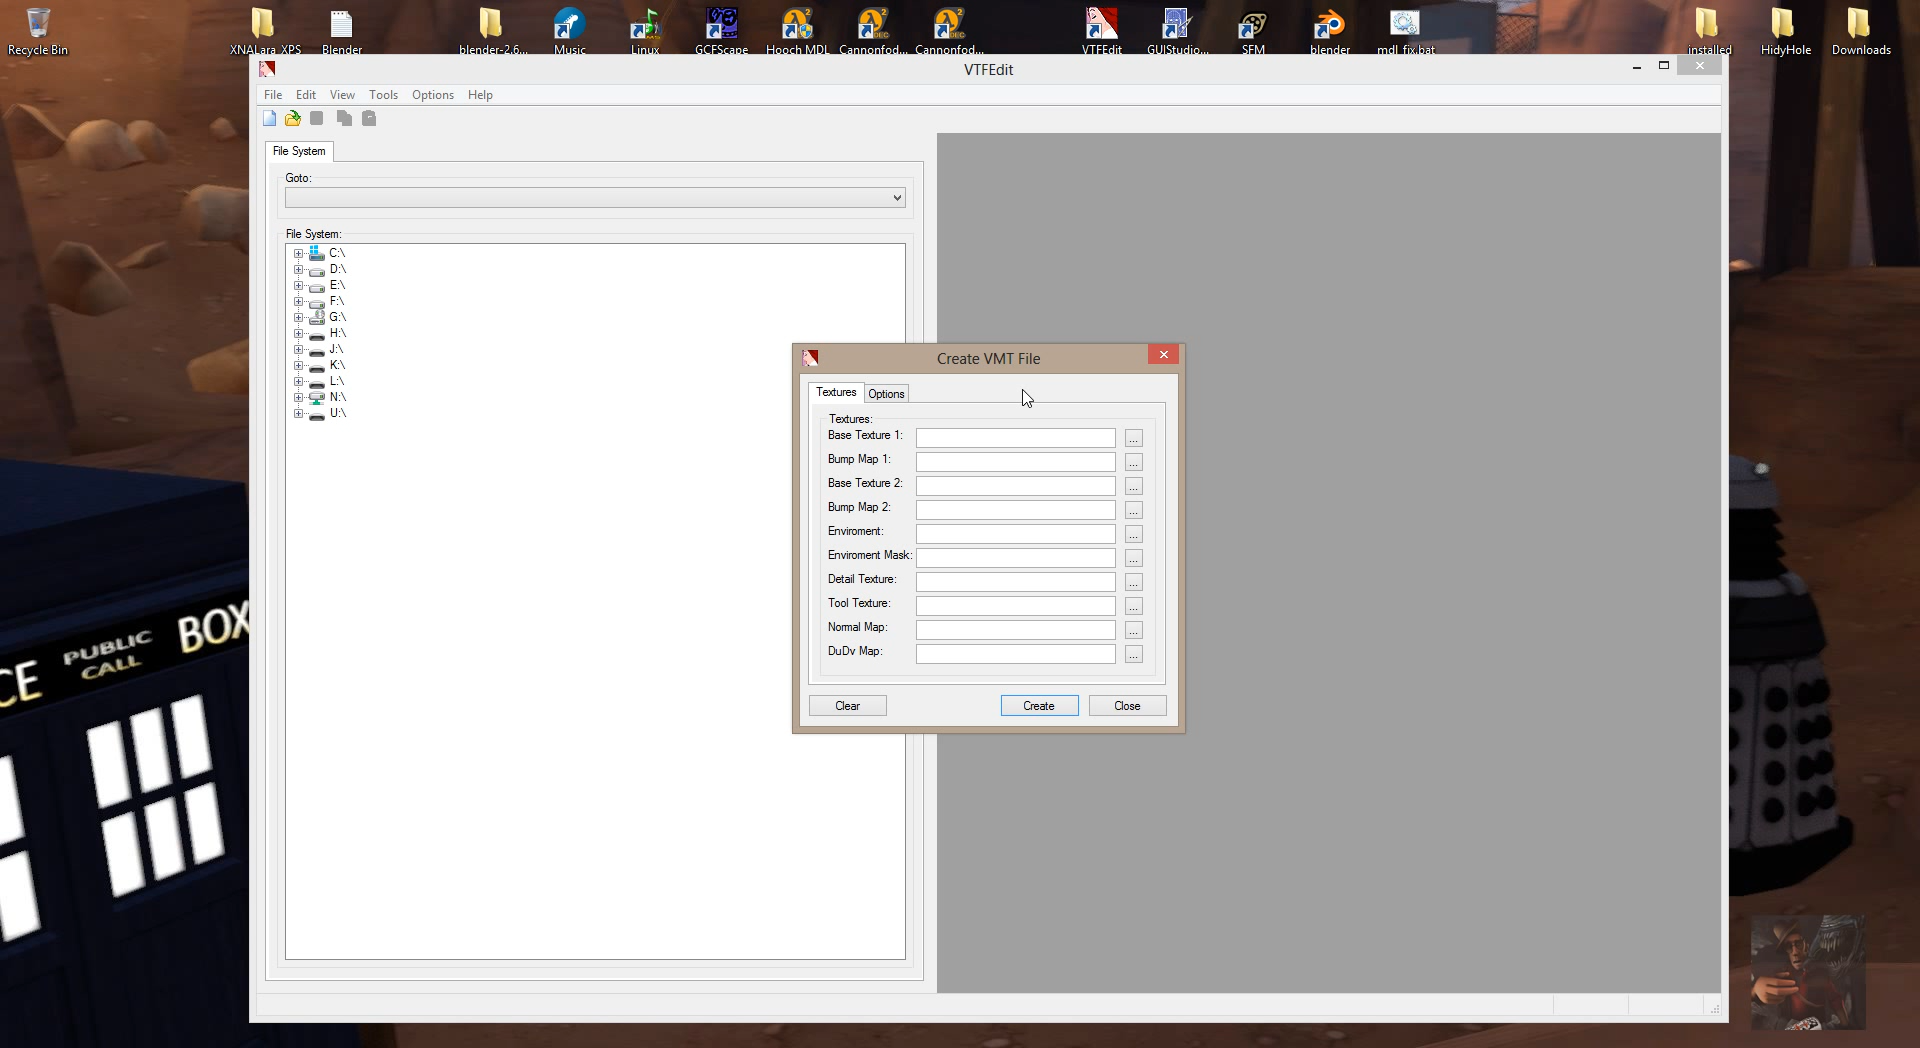 Recycle Bin
XNALara XPS
Blender
blender-2.6...
Music
Linux
GCFScape
Hooch MDL
Cannonfod...
Cannonfod...
VTFEdit
GUIStudio...
SFM
blender
mdl fix.bat
installed
HidyHole
Downloads
VTFEdit
File Edit View Tools Options Help
File System
Goto:
File System:
C:\
D:\
E:\
F:\
G:\
H:\
J:\
K:\
L:\
N:\
U:\
Create VMT File
Textures Options
Textures:
Base Texture 1: ...
Bump Map 1: ...
Base Texture 2: ...
Bump Map 2: ...
Enviroment: ...
Enviroment Mask: ...
Detail Texture: ...
Tool Texture: ...
Normal Map: ...
DuDv Map: ...
Clear Create Close
CE PUBLIC CALL BOX